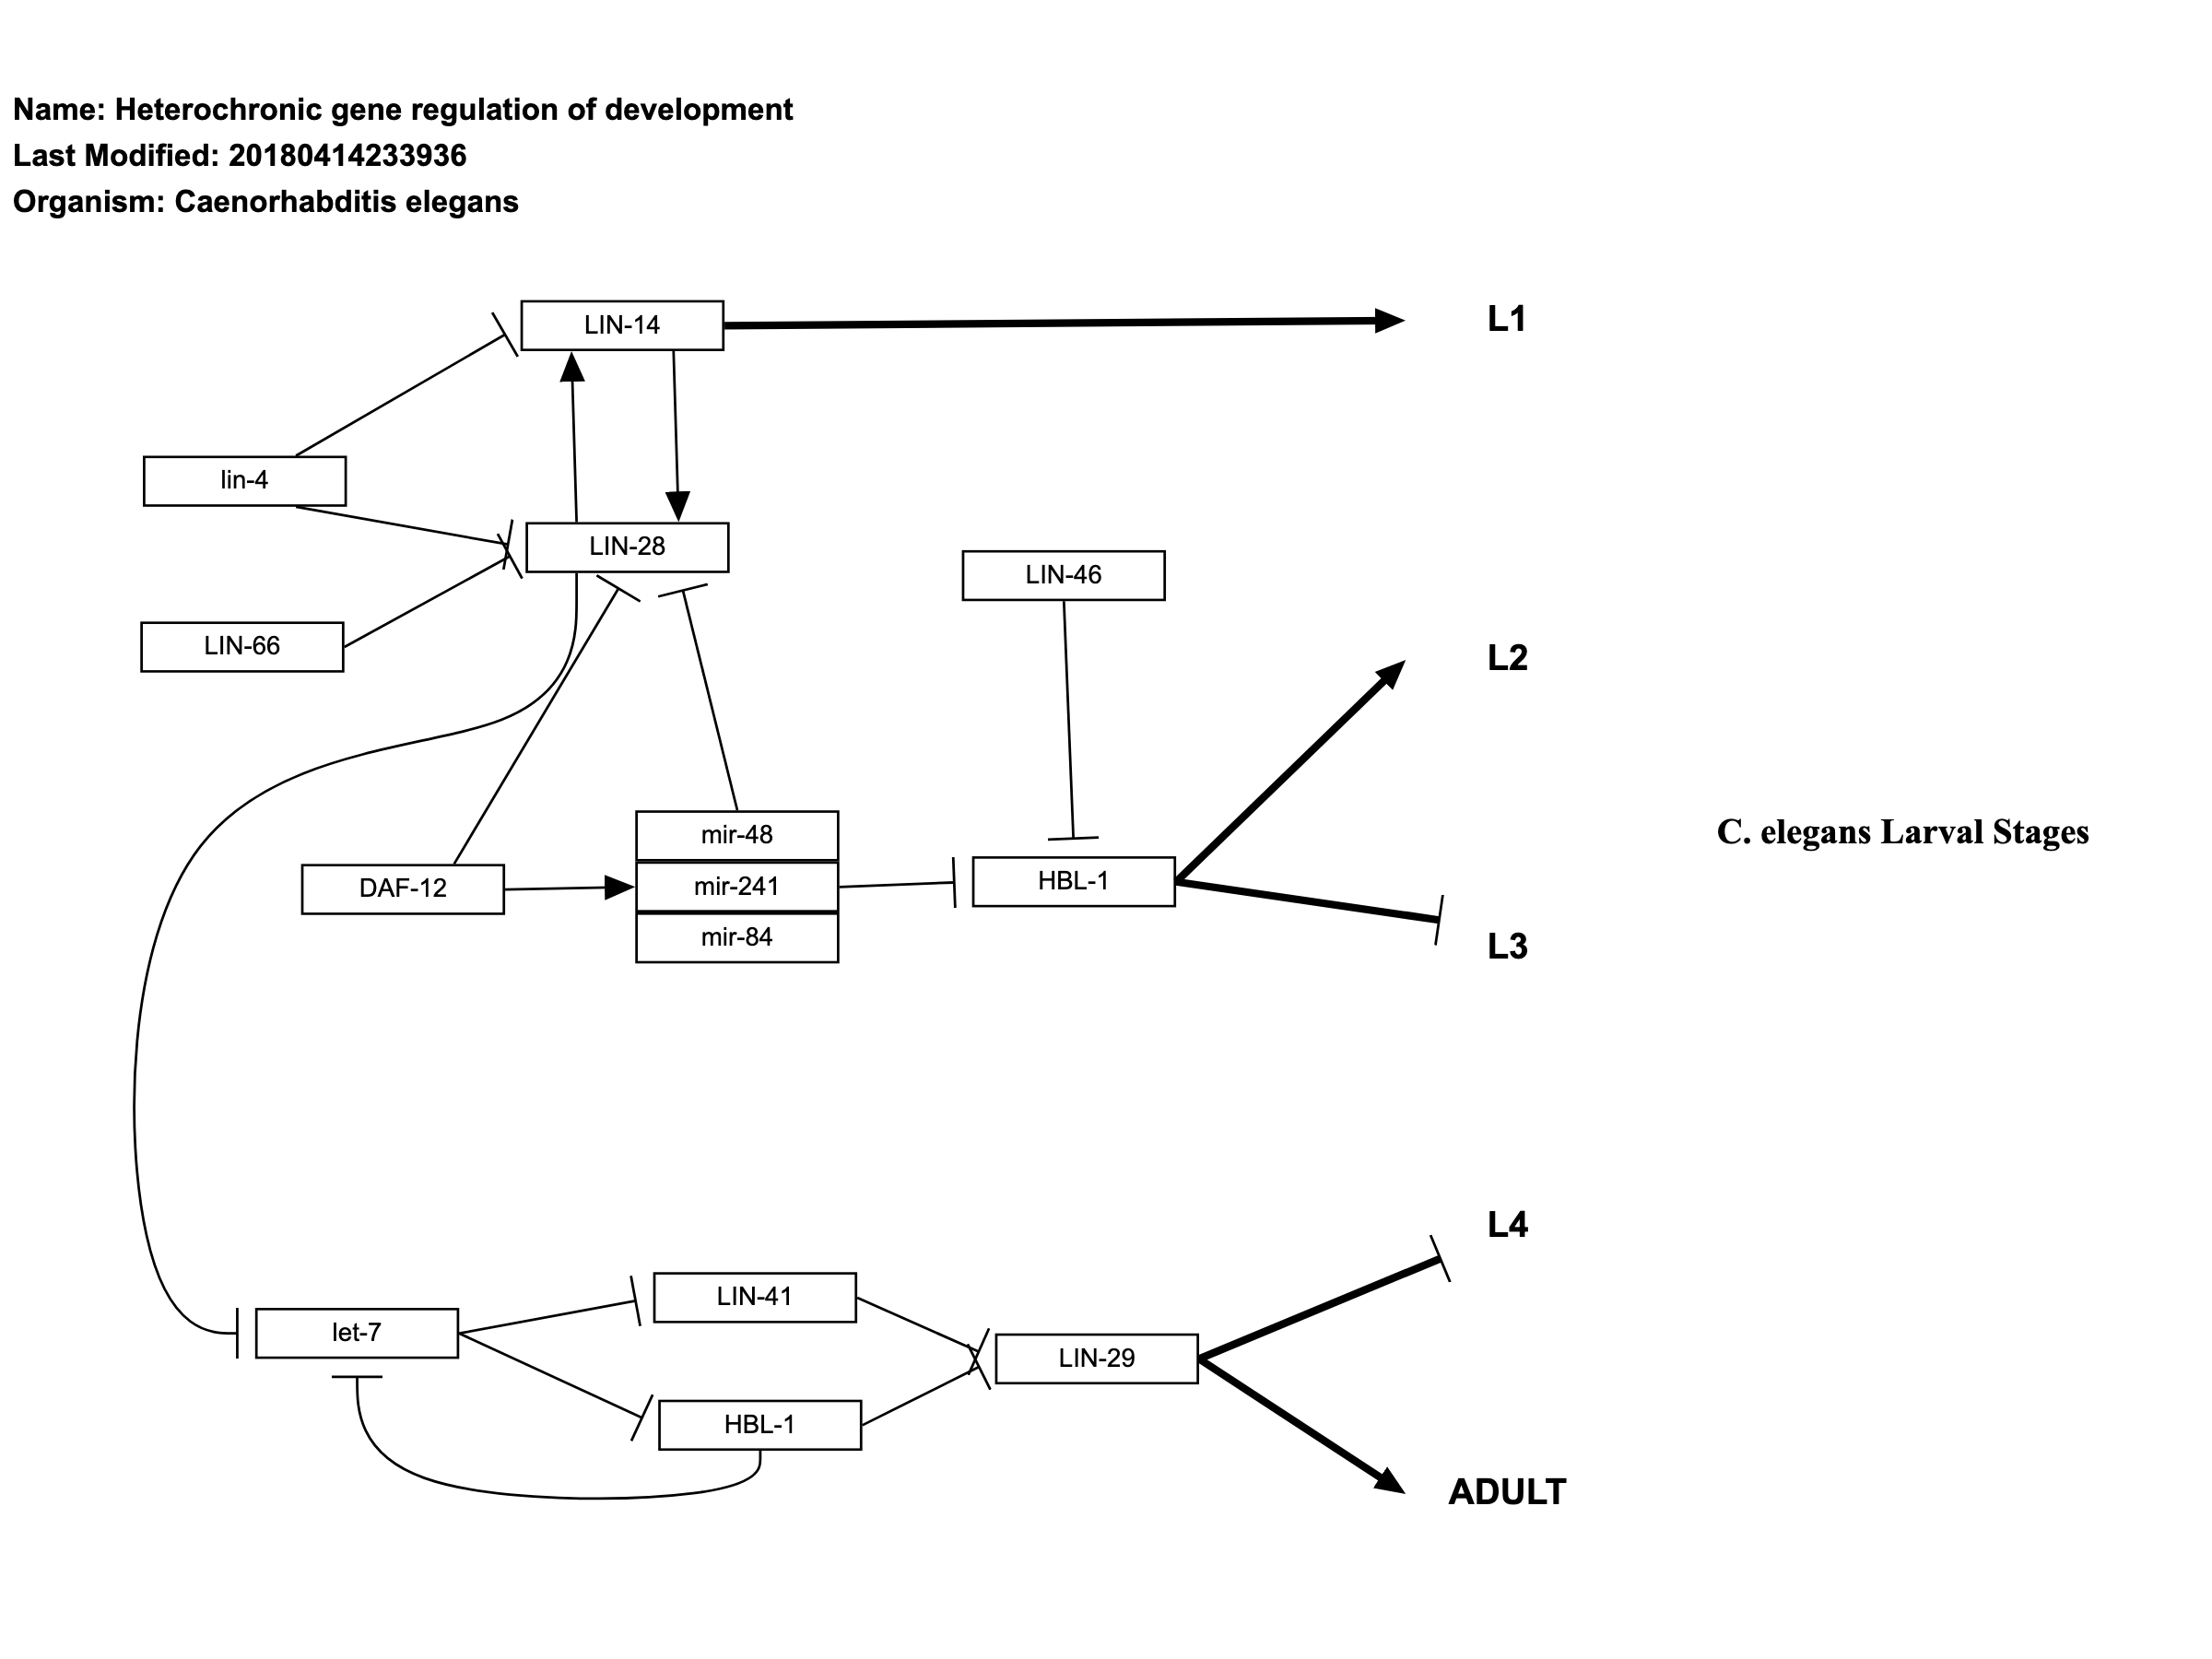 Name: Heterochronic gene regulation of development
Last Modified: 20180414233936
Organism: Caenorhabditis elegans
LIN-14
L1
lin-4
LIN-28
LIN-46
LIN-66
L2
mir-48
C. elegans Larval Stages
DAF-12
mir-241
HBL-1
mir-84
L3
L4
LIN-41
let-7
LIN-29
HBL-1
ADULT